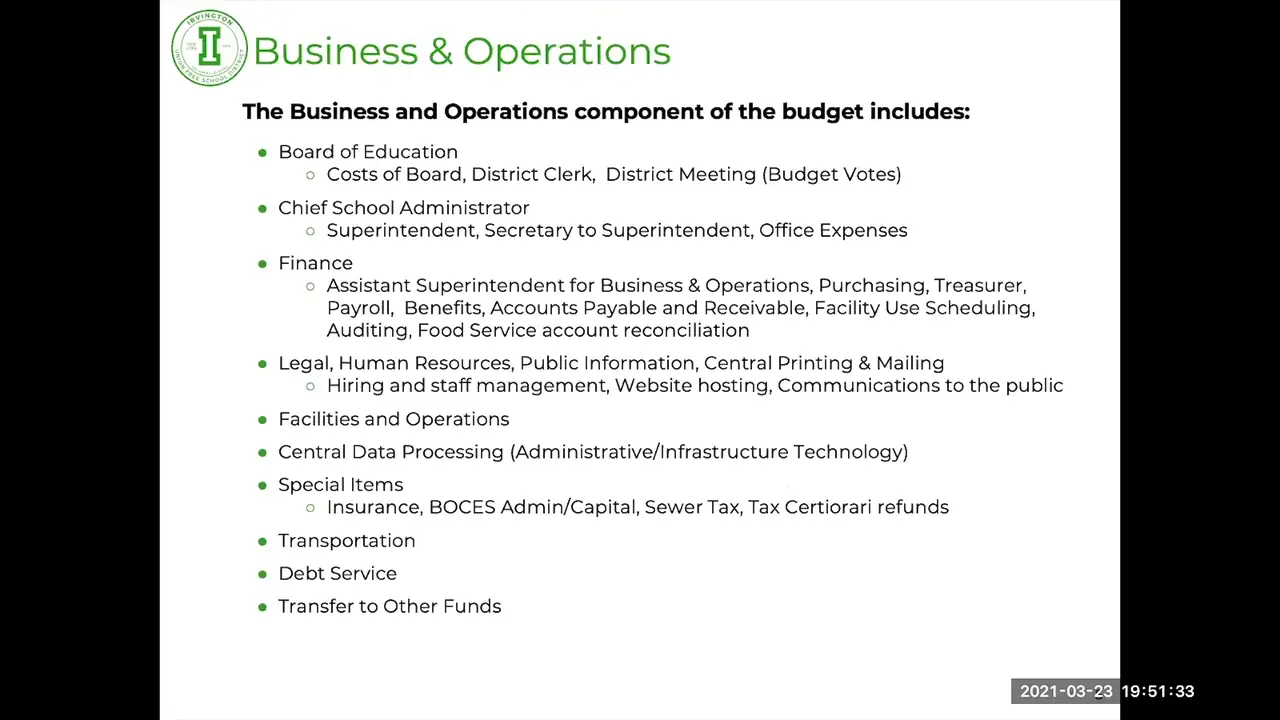 IRVINGTON
UNION FREE SCHOOL DISTRICT
I
Business & Operations
The Business and Operations component of the budget includes:
Board of Education
Costs of Board, District Clerk, District Meeting (Budget Votes)
Chief School Administrator
Superintendent, Secretary to Superintendent, Office Expenses
Finance
Assistant Superintendent for Business & Operations, Purchasing, Treasurer,
Payroll, Benefits, Accounts Payable and Receivable, Facility Use Scheduling,
Auditing, Food Service account reconciliation
Legal, Human Resources, Public Information, Central Printing & Mailing
Hiring and staff management, Website hosting, Communications to the public
Facilities and Operations
Central Data Processing (Administrative/Infrastructure Technology)
Special Items
Insurance, BOCES Admin/Capital, Sewer Tax, Tax Certiorari refunds
Transportation
Debt Service
Transfer to Other Funds
2021-03-23 19:51:33